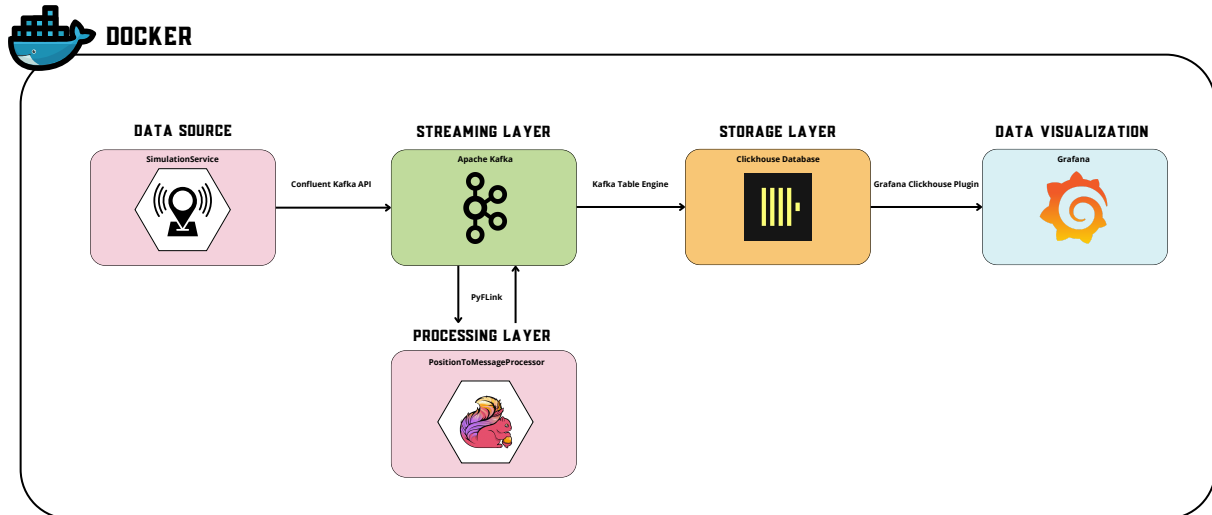 DOCKER
DATA SOURCE
STREAMING LAYER
STORAGE LAYER
DATA VISUALIZATION
SimulationService
Apache Kafka
Clickhouse Database
Grafana
Confluent Kafka API
Kafka Table Engine
Grafana Clickhouse Plugin
PyFLink
PROCESSING LAYER
PositionToMessageProcessor